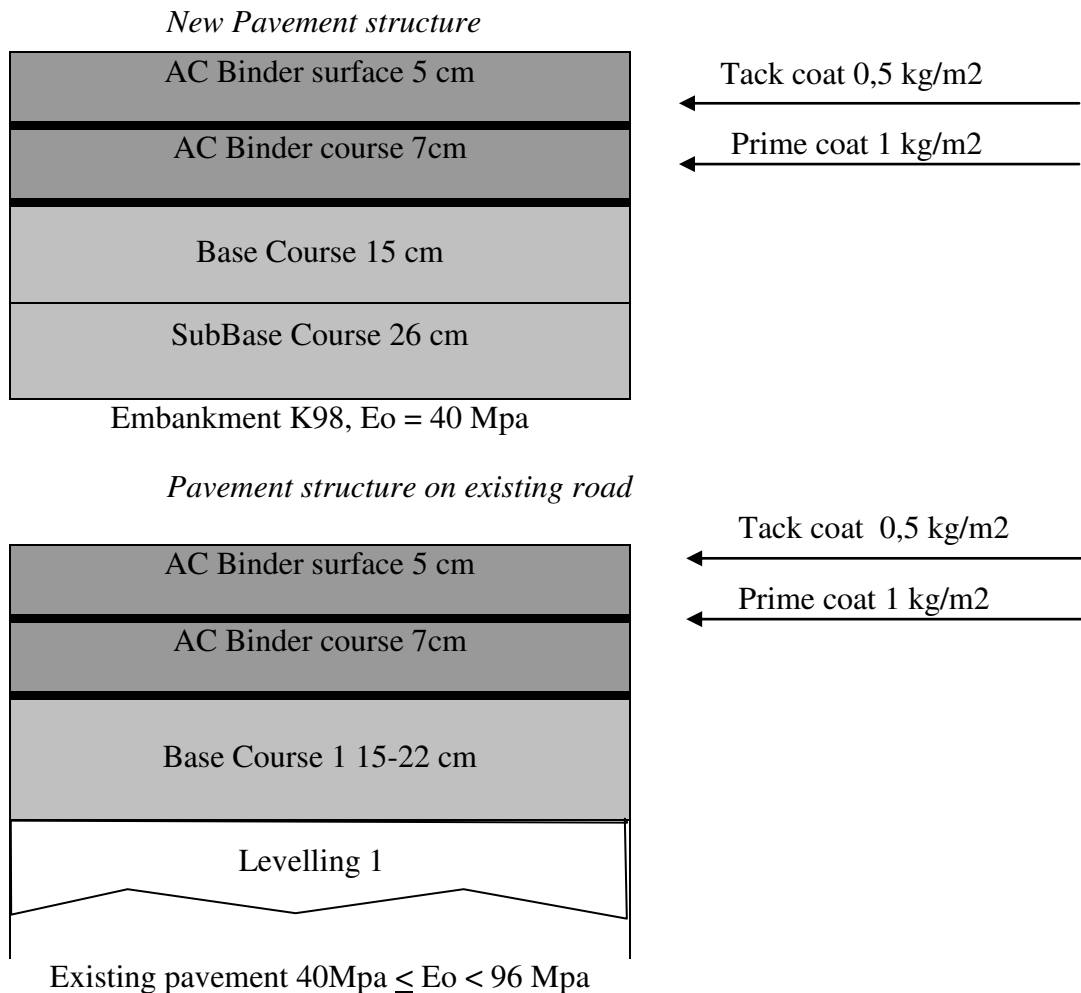 New Pavement structure
AC Binder surface 5 cm
Tack coat 0,5 kg/m2
AC Binder course 7cm
Prime coat 1 kg/m2
Base Course 15 cm
SubBase Course 26 cm
Embankment K98, Eo = 40 Mpa
Pavement structure on existing road
Tack coat 0,5 kg/m2
AC Binder surface 5 cm
Prime coat 1 kg/m2
AC Binder course 7cm
Base Course 1 15-22 cm
Levelling 1
Existing pavement 40Mpa ≤ Eo < 96 Mpa